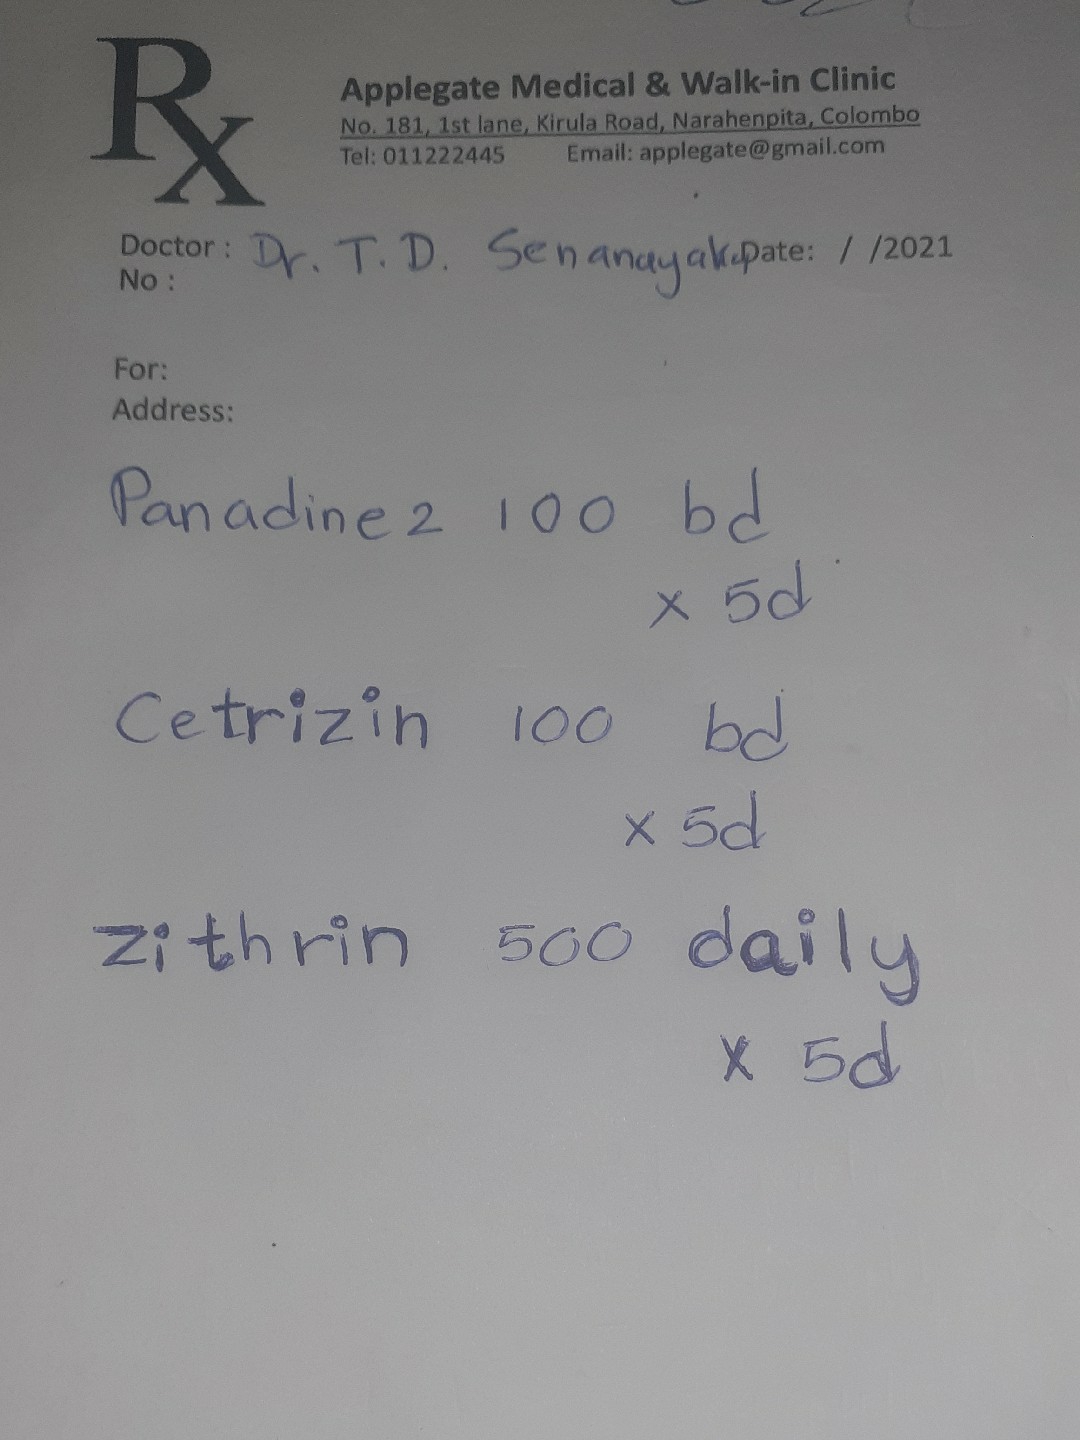 Rx
Applegate Medical & Walk-in Clinic
No. 181, 1st lane, Kirula Road, Narahenpita, Colombo
Tel: 011222445 Email: applegate@gmail.com
Doctor : Dr. T.D. Senanayake Date: / /2021
No :
For:
Address:
Panadine 2 100 bd
x 5d
Cetrizin 100 bd
x 5d
Zithrin 500 daily
x 5d